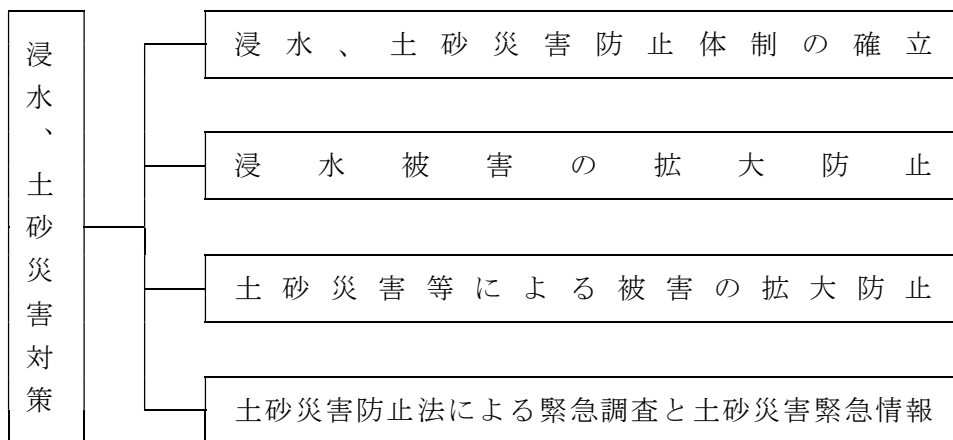 浸水、土砂災害対策
浸水、土砂災害防止体制の確立
浸水被害の拡大防止
土砂災害等による被害の拡大防止
土砂災害防止法による緊急調査と土砂災害緊急情報